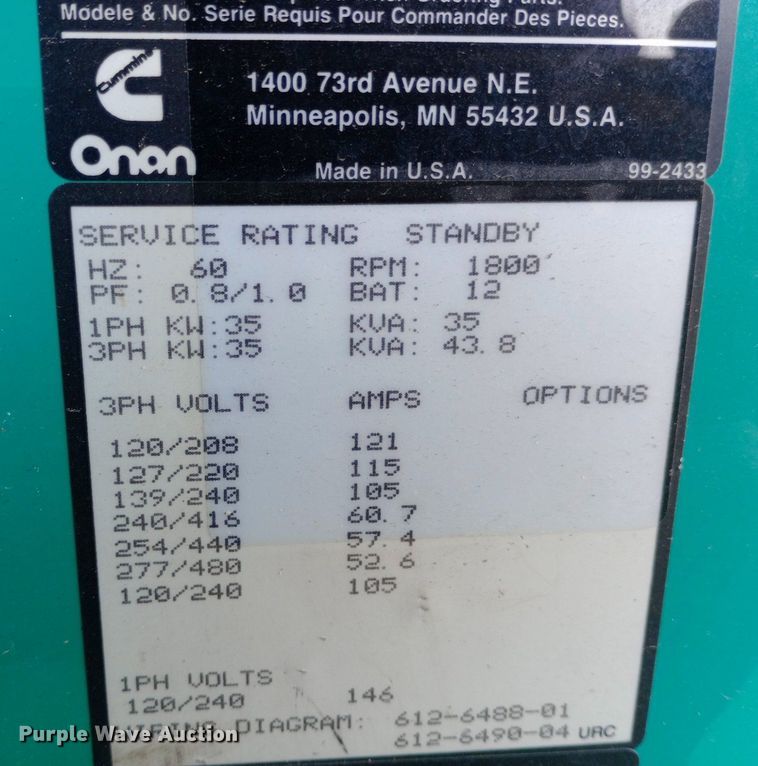 When Ordering Parts.
Modele & No. Serie Requis Pour Commander Des Pieces.
Cummins
Onan
1400 73rd Avenue N.E.
Minneapolis, MN 55432 U.S.A.
Made in U.S.A. 99-2433
SERVICE RATING STANDBY
HZ: 60 RPM: 1800
PF: 0.8/1.0 BAT: 12
1PH KW:35 KVA: 35
3PH KW:35 KVA: 43.8
3PH VOLTS AMPS OPTIONS
120/208 121
127/220 115
139/240 105
240/416 60.7
254/440 57.4
277/480 52.6
120/240 105
1PH VOLTS
120/240 146
WIRING DIAGRAM: 612-6488-01
612-6490-04 VAC
Purple Wave Auction